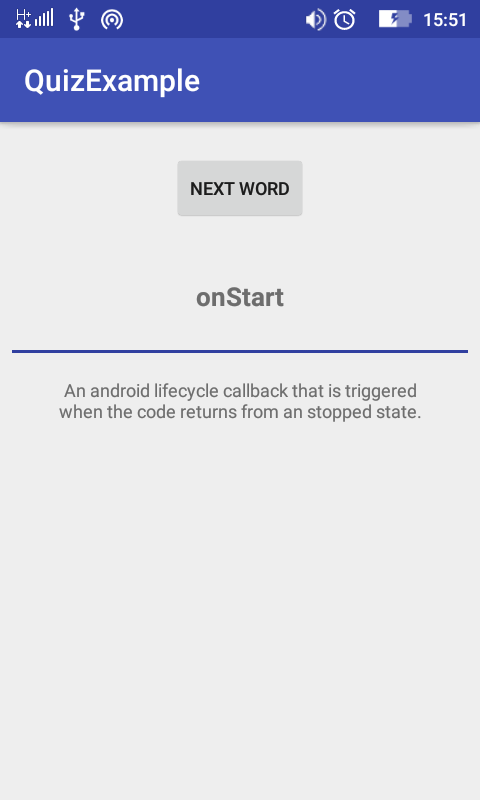 H+ 15:51
QuizExample
NEXT WORD
onStart
An android lifecycle callback that is triggered
when the code returns from an stopped state.